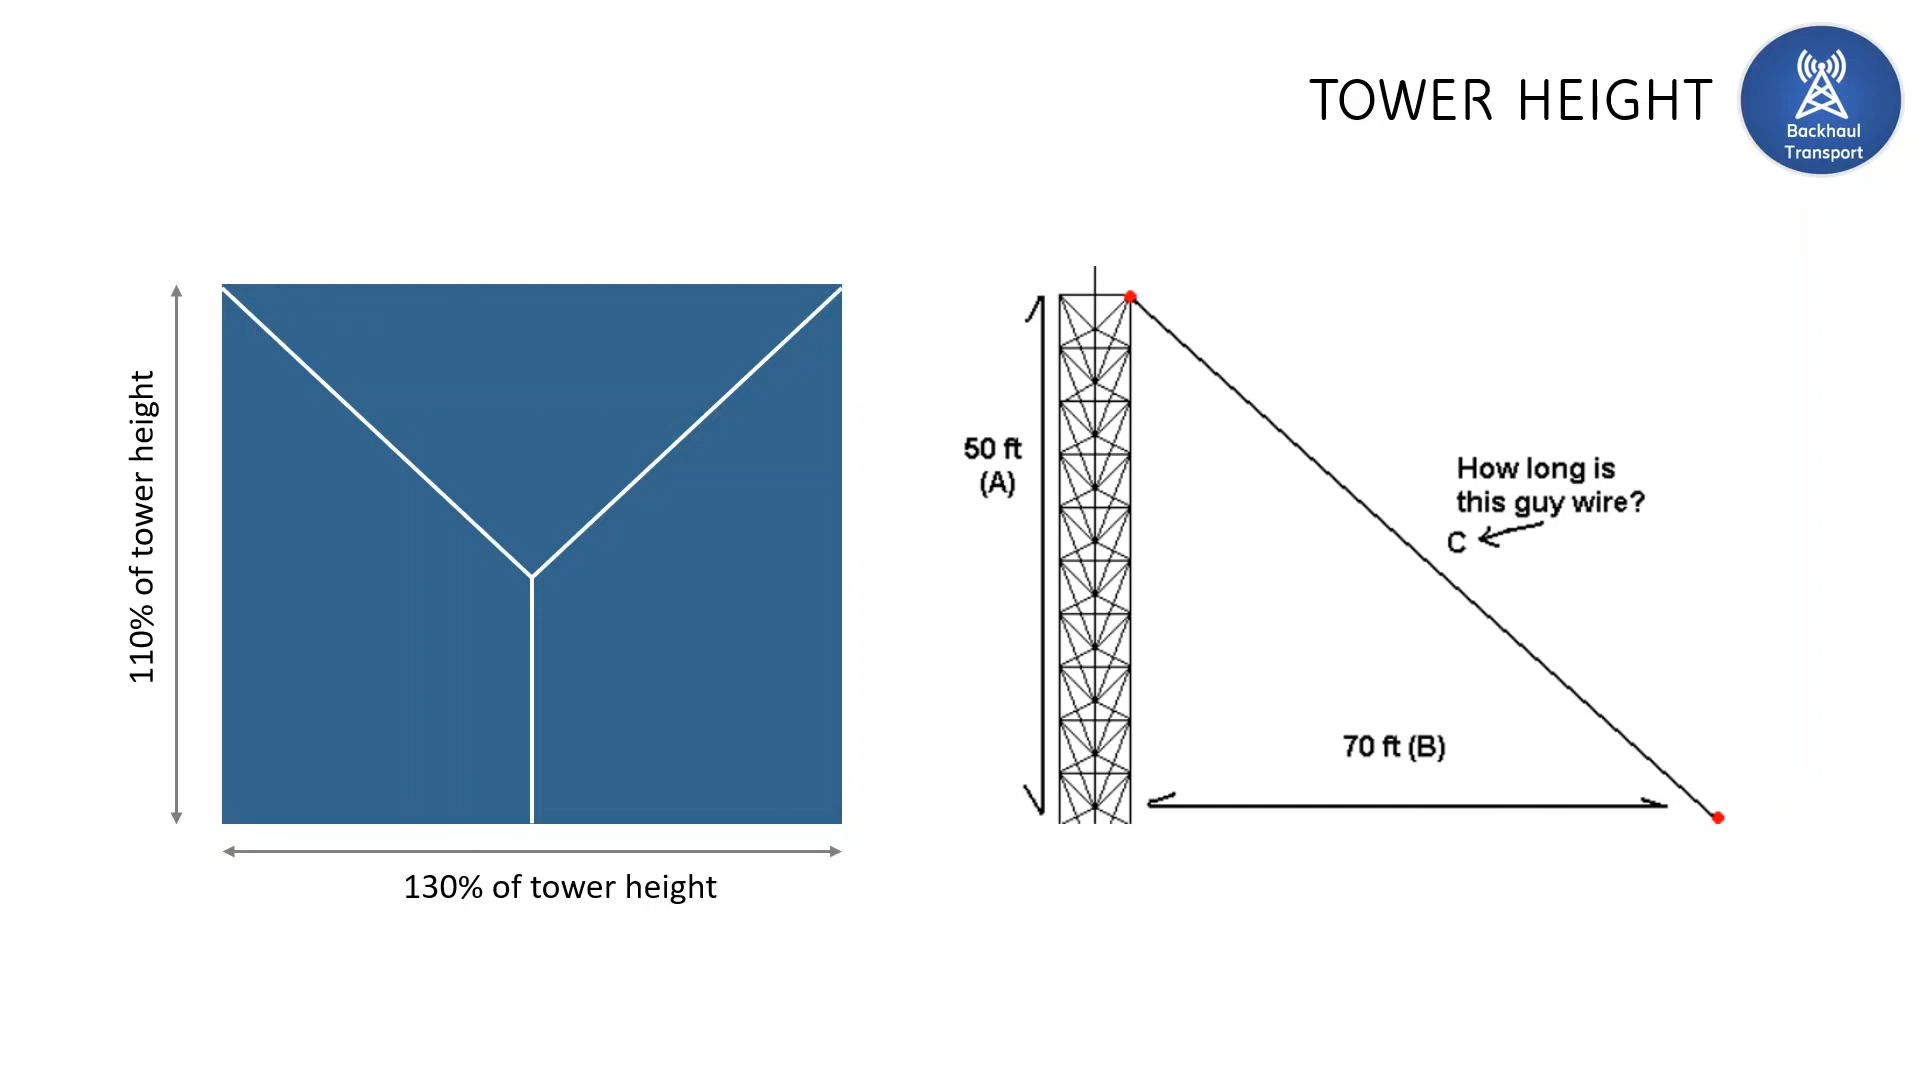 TOWER HEIGHT
Backhaul
Transport
110% of tower height
130% of tower height
50 ft
(A)
How long is
this guy wire?
C
70 ft (B)